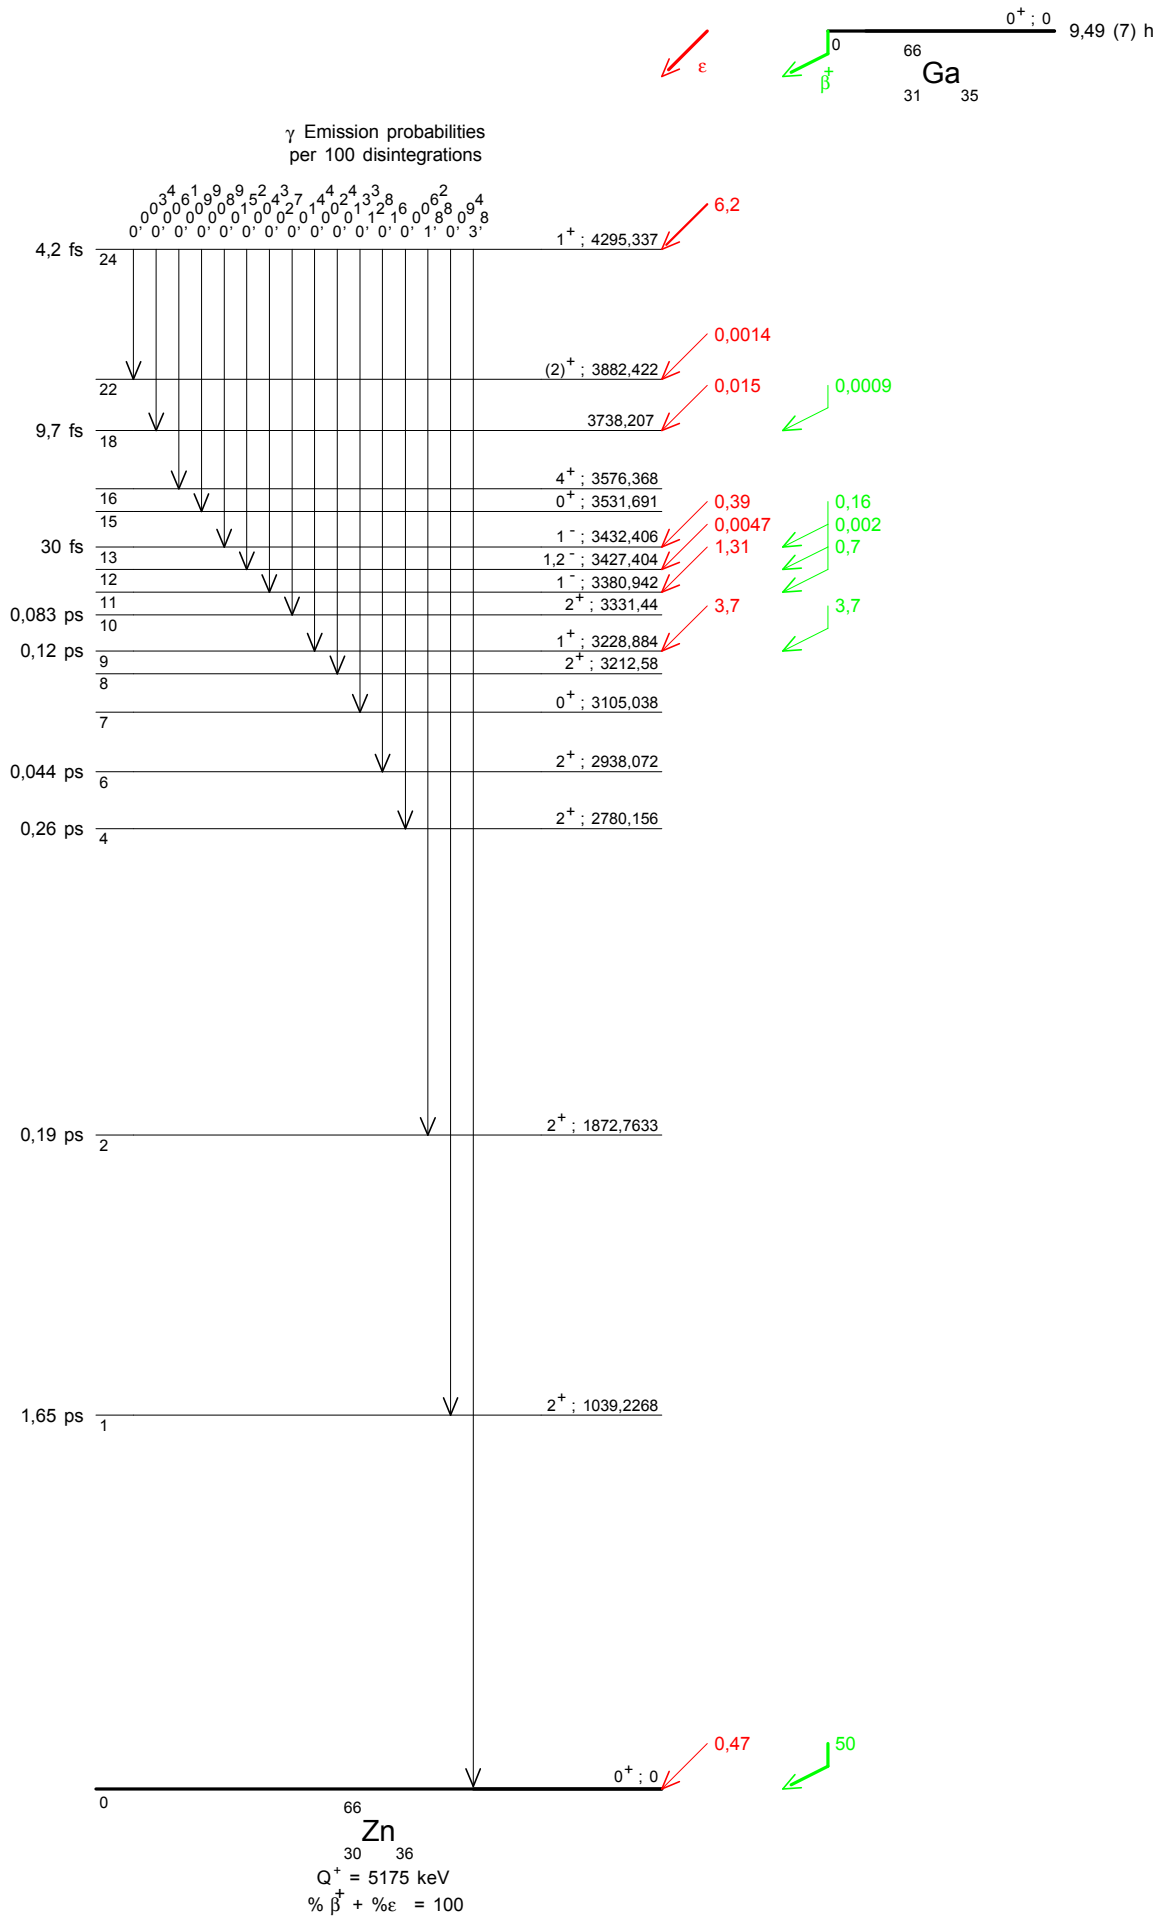 0+ ; 0
9,49 (7) h
0
66
Ga
31 35
ε
β+
γ Emission probabilities
per 100 disintegrations
6,2
4,2 fs
24
1+ ; 4295,337
0,0014
22
(2)+ ; 3882,422
0,015
0,0009
9,7 fs
18
3738,207
16
4+ ; 3576,368
15
0+ ; 3531,691
0,39
0,16
30 fs
13
1- ; 3432,406
0,0047
0,002
12
1,2- ; 3427,404
1,31
0,7
11
1- ; 3380,942
0,083 ps
10
2+ ; 3331,44
3,7
3,7
0,12 ps
9
1+ ; 3228,884
8
2+ ; 3212,58
7
0+ ; 3105,038
0,044 ps
6
2+ ; 2938,072
0,26 ps
4
2+ ; 2780,156
0,19 ps
2
2+ ; 1872,7633
1,65 ps
1
2+ ; 1039,2268
0,47
50
0+ ; 0
0
66
Zn
30 36
Q+ = 5175 keV
% β+ + %ε = 100